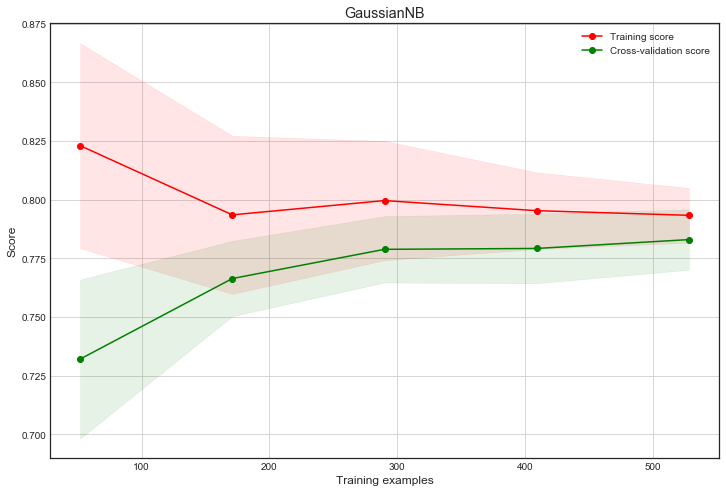 GaussianNB
Training score
Cross-validation score
0.875
0.850
0.825
0.800
0.775
0.750
0.725
0.700
Score
100 200 300 400 500
Training examples